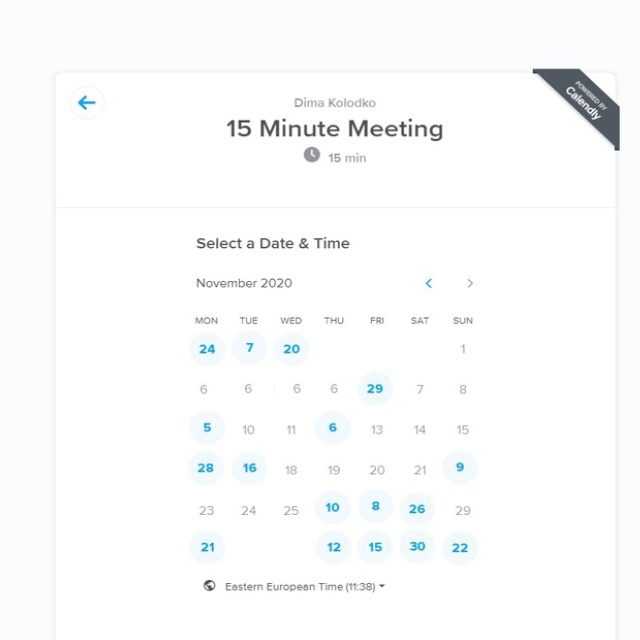 Dima Kolodko
POWERED BY
Calendly
15 Minute Meeting
15 min
Select a Date & Time
November 2020
MON TUE WED THU FRI SAT SUN
24 7 20 1
6 6 6 6 29 7 8
5 10 11 6 13 14 15
28 16 18 19 20 21 9
23 24 25 10 8 26 29
21 12 15 30 22
Eastern European Time (11:38)